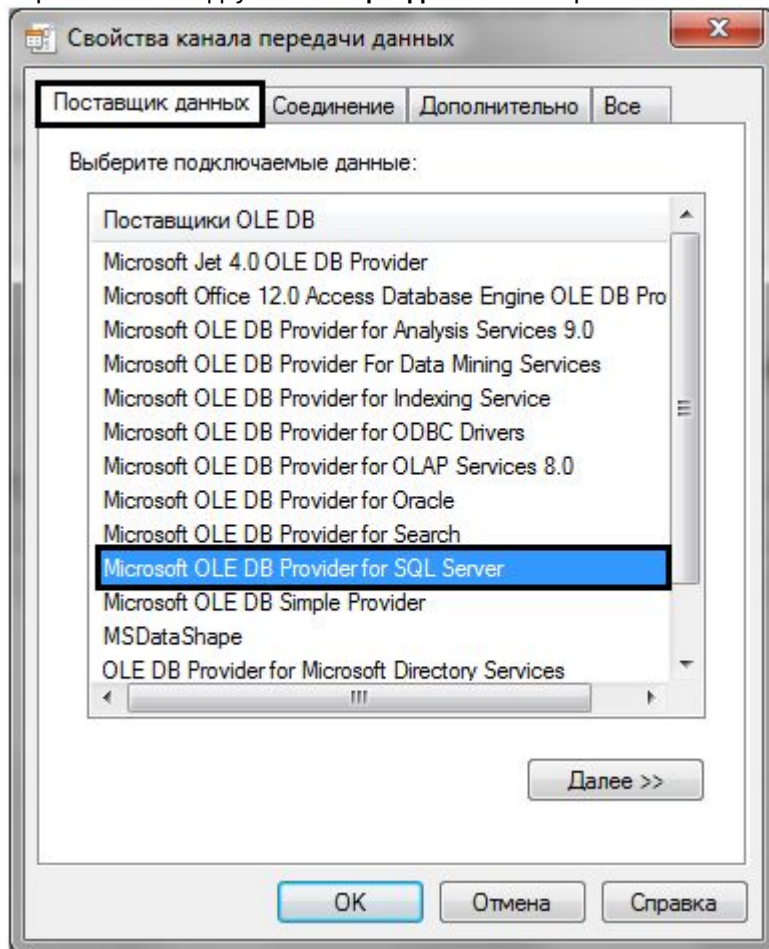 Свойства канала передачи данных
Поставщик данных Соединение Дополнительно Все
Выберите подключаемые данные:
Поставщики OLE DB
Microsoft Jet 4.0 OLE DB Provider
Microsoft Office 12.0 Access Database Engine OLE DB Pro
Microsoft OLE DB Provider for Analysis Services 9.0
Microsoft OLE DB Provider For Data Mining Services
Microsoft OLE DB Provider for Indexing Service
Microsoft OLE DB Provider for ODBC Drivers
Microsoft OLE DB Provider for OLAP Services 8.0
Microsoft OLE DB Provider for Oracle
Microsoft OLE DB Provider for Search
Microsoft OLE DB Provider for SQL Server
Microsoft OLE DB Simple Provider
MSDataShape
OLE DB Provider for Microsoft Directory Services
Далее >>
OK Отмена Справка